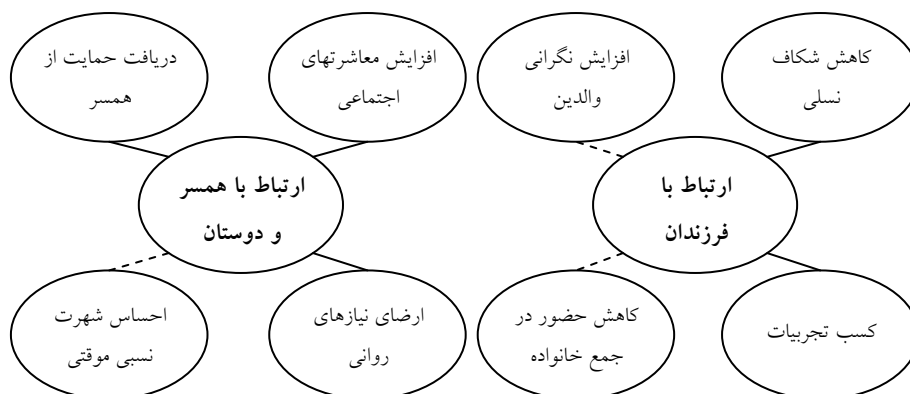 کاهش شکاف
نسلی
افزایش نگرانی
والدین
افزایش معاشرتهای
اجتماعی
دریافت حمایت از
همسر
ارتباط با
فرزندان
ارتباط با همسر
و دوستان
کسب تجربیات
کاهش حضور در
جمع خانواده
ارضای نیازهای
روانی
احساس شهرت
نسبی موقتی